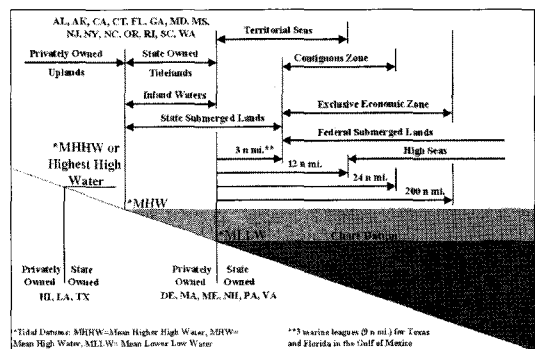 AL, AK, CA, CT, FL, GA, MD, MS,
NJ, NY, NC, OR, RI, SC, WA
Territorial Seas
Privately Owned
State Owned
Contiguous Zone
Uplands
Tidelands
Inland Waters
Exclusive Economic Zone
State Submerged Lands
Federal Submerged Lands
*MHHW or
Highest High
Water
3 n mi.**
High Seas
12 n mi.
24 n mi.
200 n mi.
*MHW
*MLLW
Chart Datum
Privately
Owned
State
Owned
HI, LA, TX
Privately
Owned
State
Owned
DE, MA, ME, NH, PA, VA
*Tidal Datums: MHHW=Mean Higher High Water, MHW=
Mean High Water, MLLW= Mean Lower Low Water
**3 marine leagues (9 n mi.) for Texas
and Florida in the Gulf of Mexico